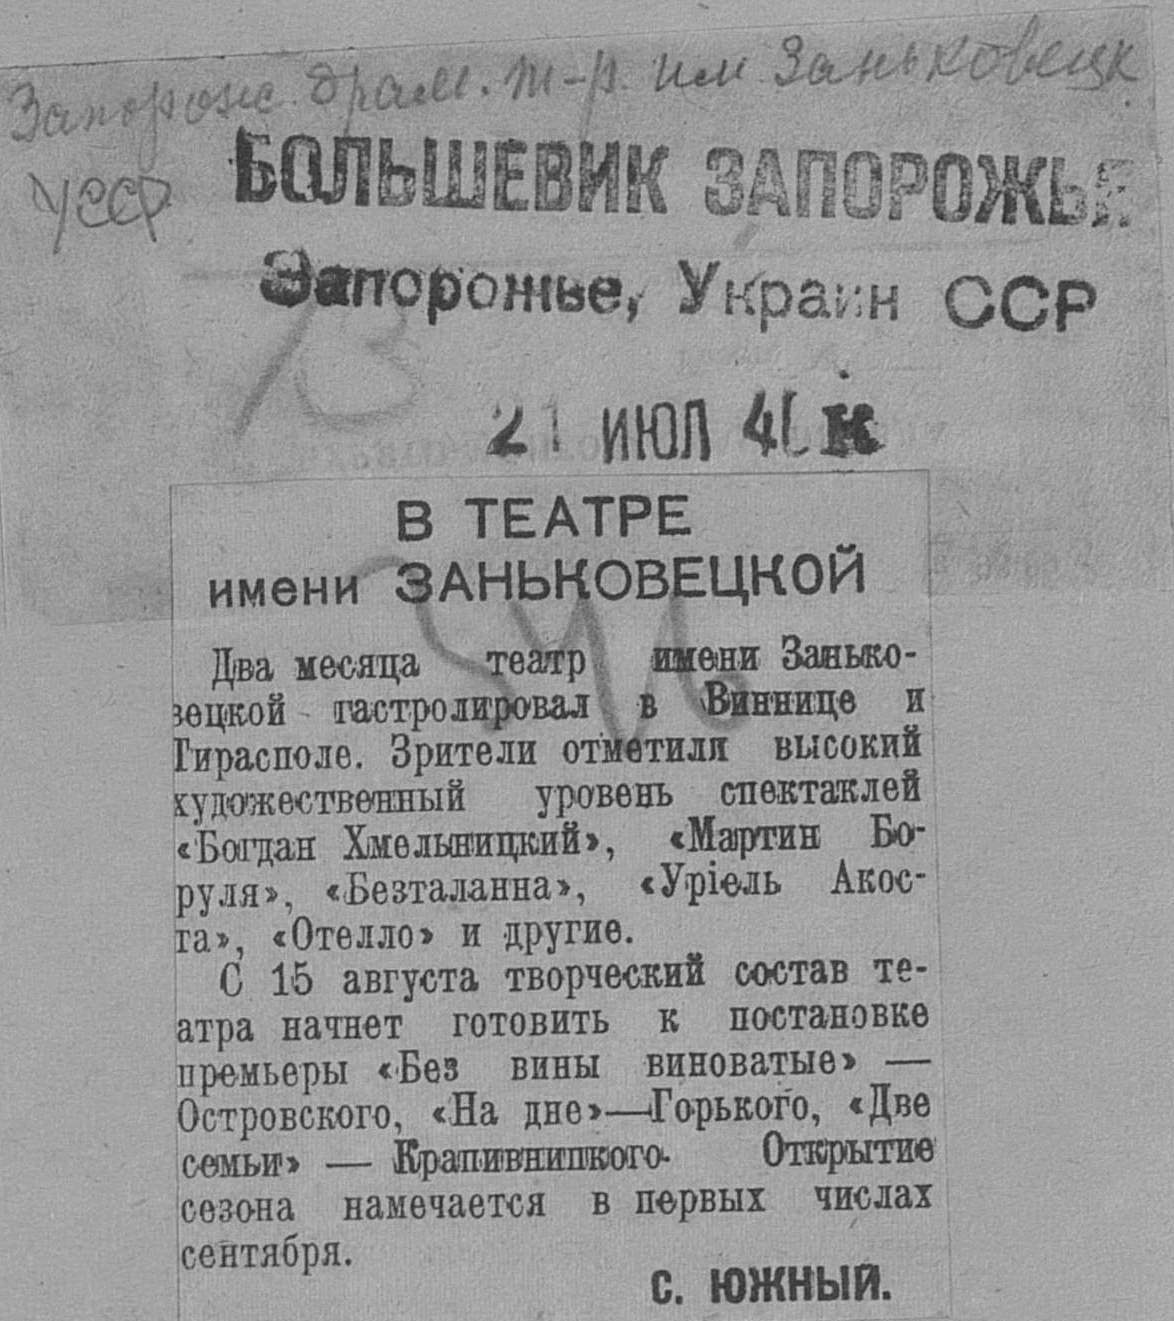 Запорож. драм. т-р. им Заньковецк
УССР
БОЛЬШЕВИК ЗАПОРОЖЬЯ
Запорожье, Украин ССР
21 ИЮЛ 40
В ТЕАТРЕ
имени ЗАНЬКОВЕЦКОЙ
Два месяца театр имени Занько-
вецкой гастролировал в Виннице и
Тирасполе. Зрители отметили высокий
художественный уровень спектаклей
«Богдан Хмельницкий», «Мартин Бо-
руля», «Безталанна», «Уріель Акос-
та», «Отелло» и другие.
С 15 августа творческий состав те-
атра начнет готовить к постановке
премьеры «Без вины виноватые» —
Островского, «На дне»—Горького, «Две
семьи» — Крапивницкого. Открытие
сезона намечается в первых числах
сентября.
С. ЮЖНЫЙ.